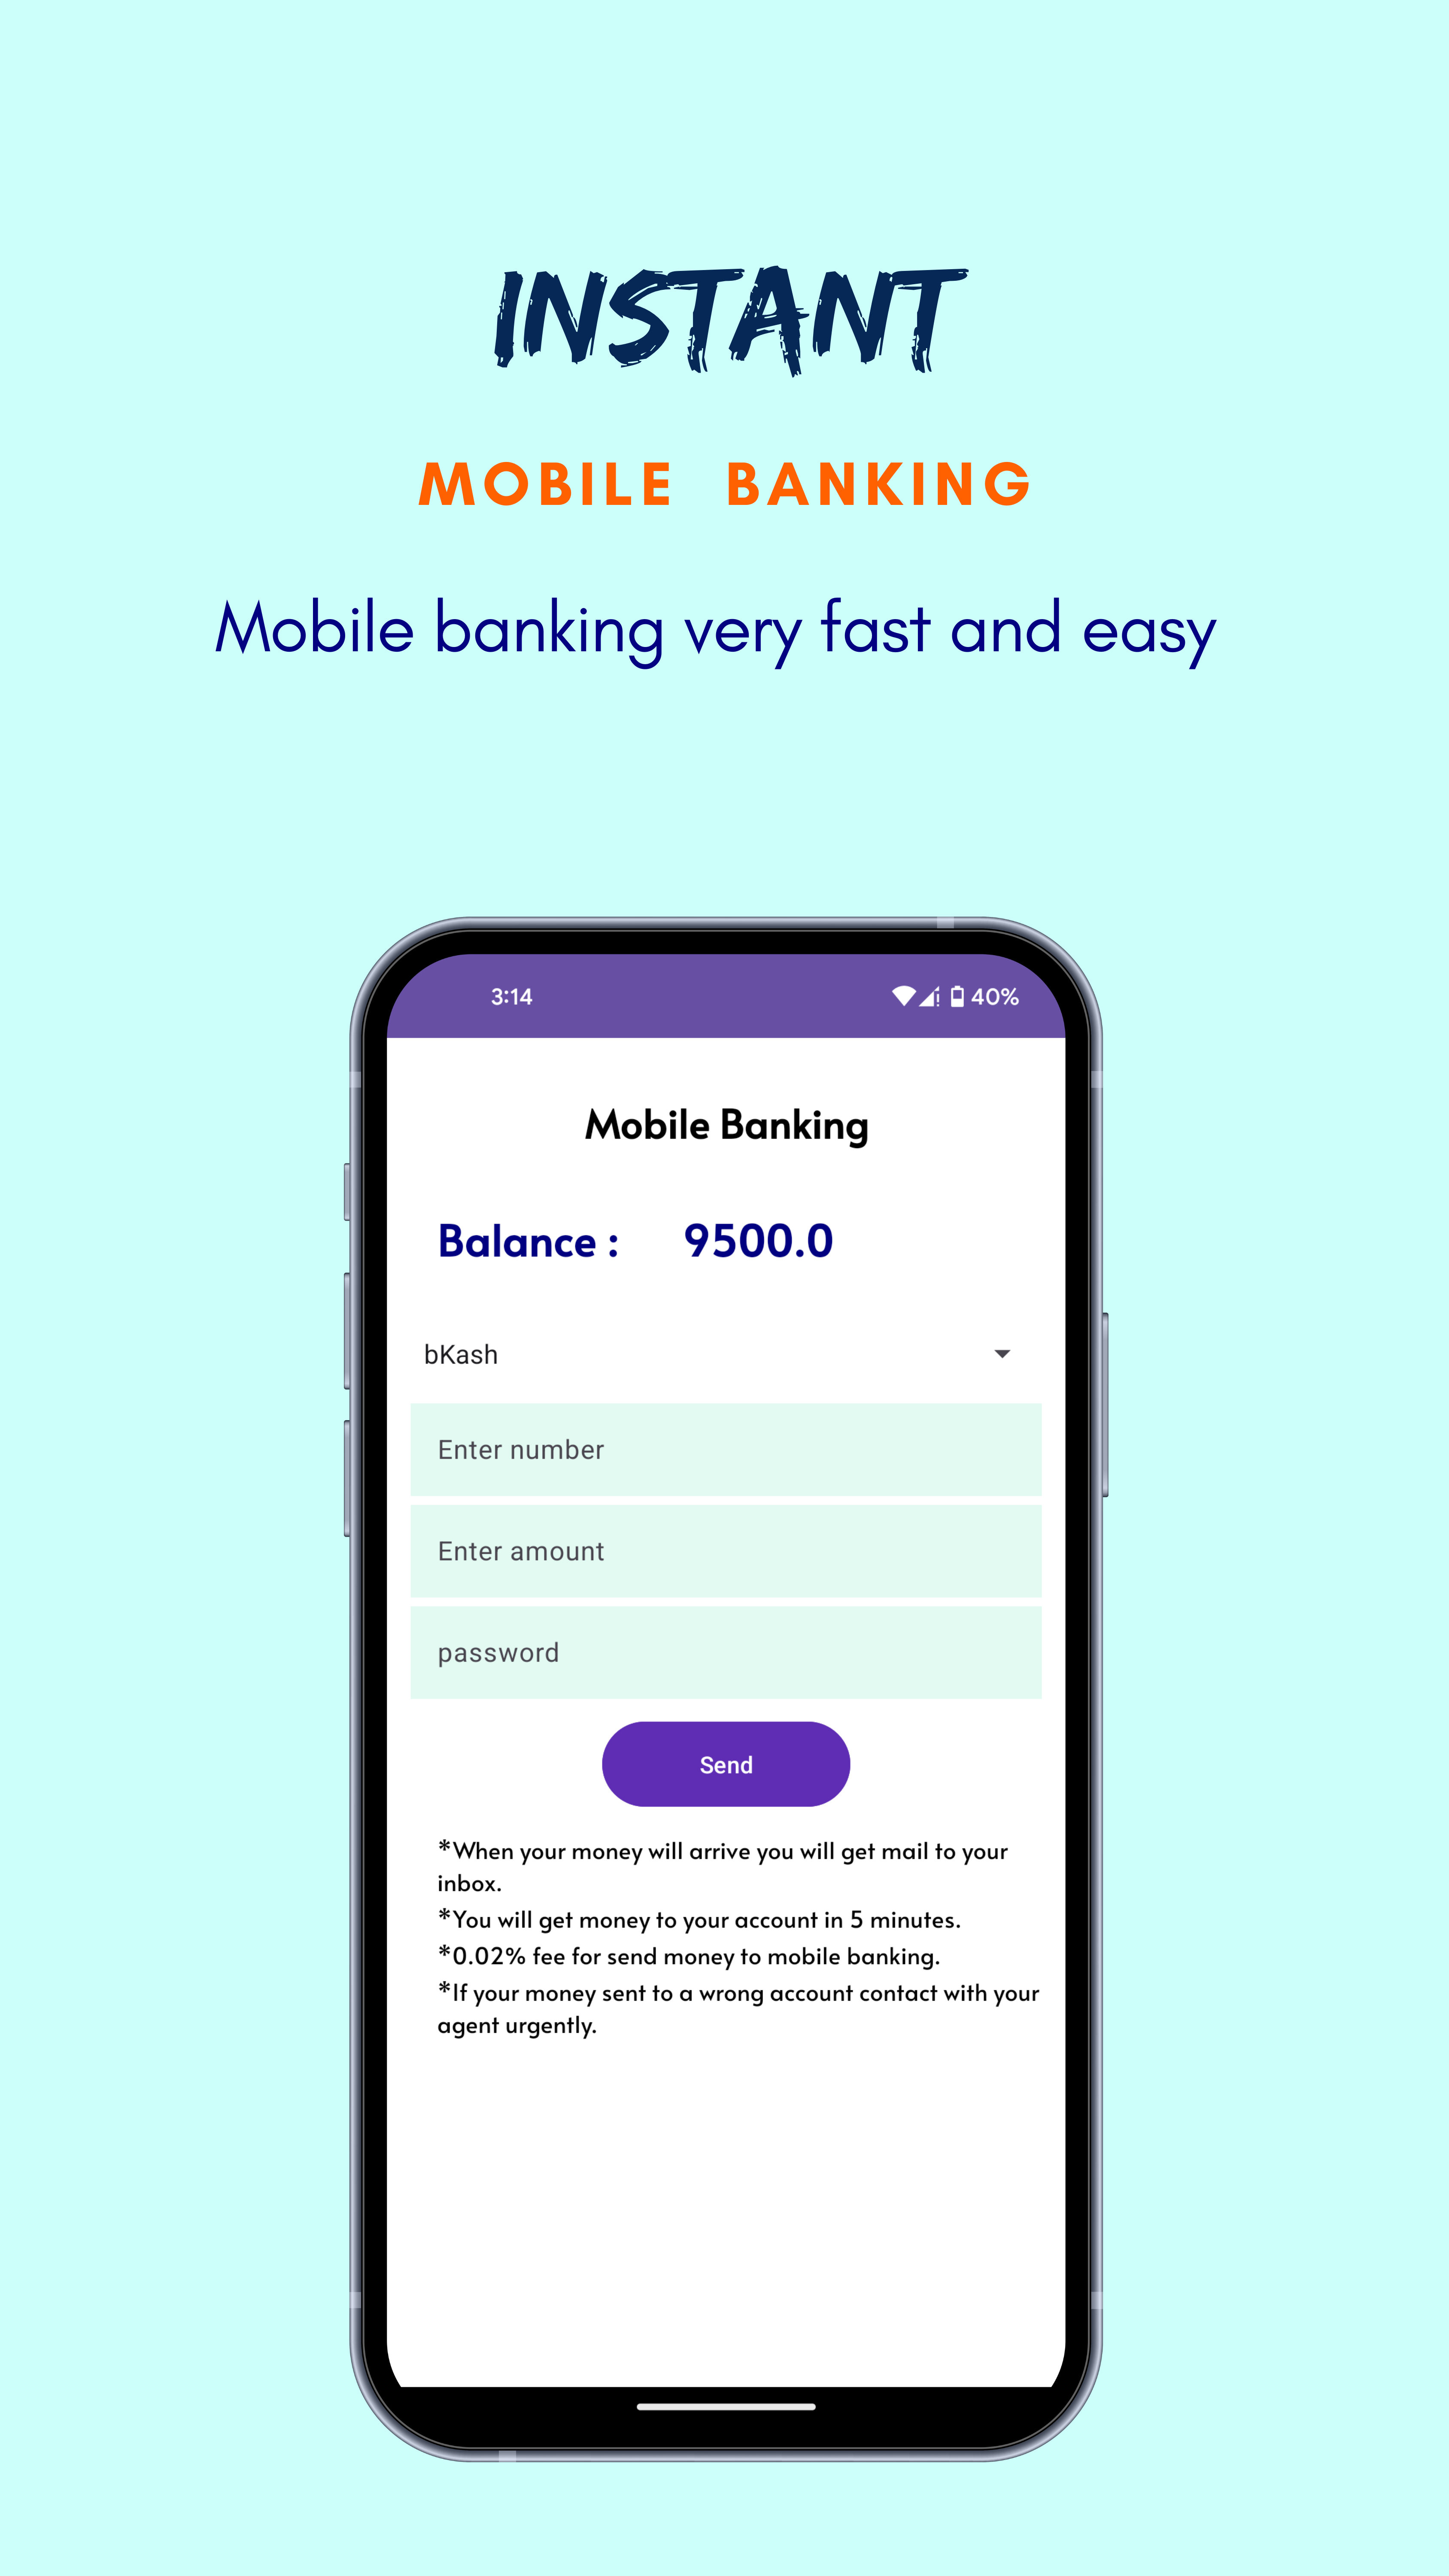 INSTANT
MOBILE BANKING
Mobile banking very fast and easy
3:14
40%
Mobile Banking
Balance : 9500.0
bKash
Enter number
Enter amount
password
Send
*When your money will arrive you will get mail to your
inbox.
*You will get money to your account in 5 minutes.
*0.02% fee for send money to mobile banking.
*If your money sent to a wrong account contact with your
agent urgently.